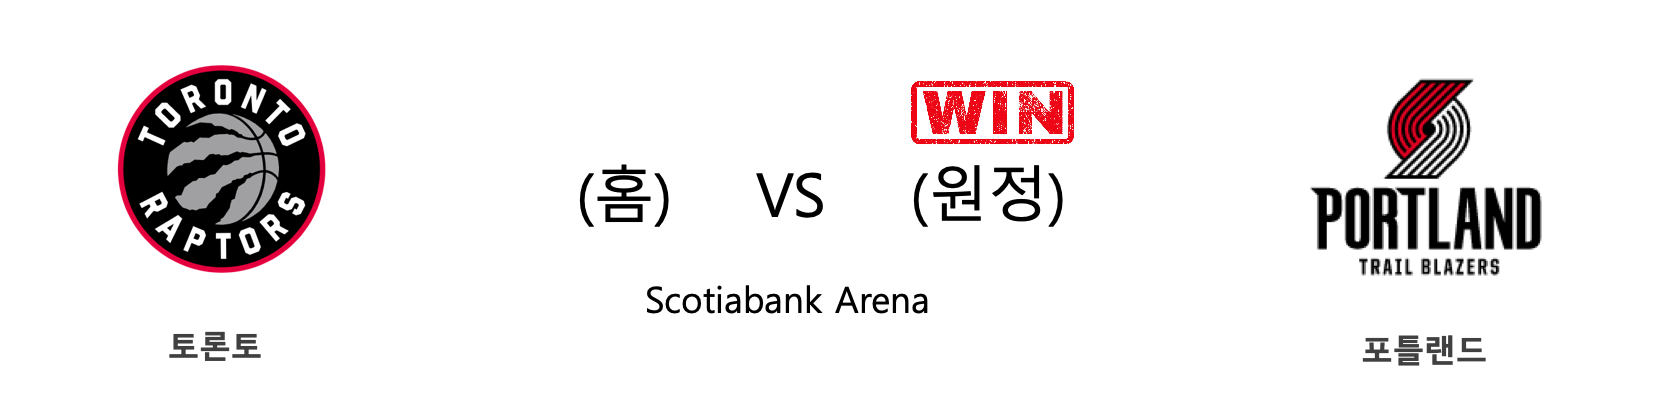 TORONTO
RAPTORS
WIN
(홈) VS (원정)
PORTLAND
TRAIL BLAZERS
Scotiabank Arena
토론토
포틀랜드